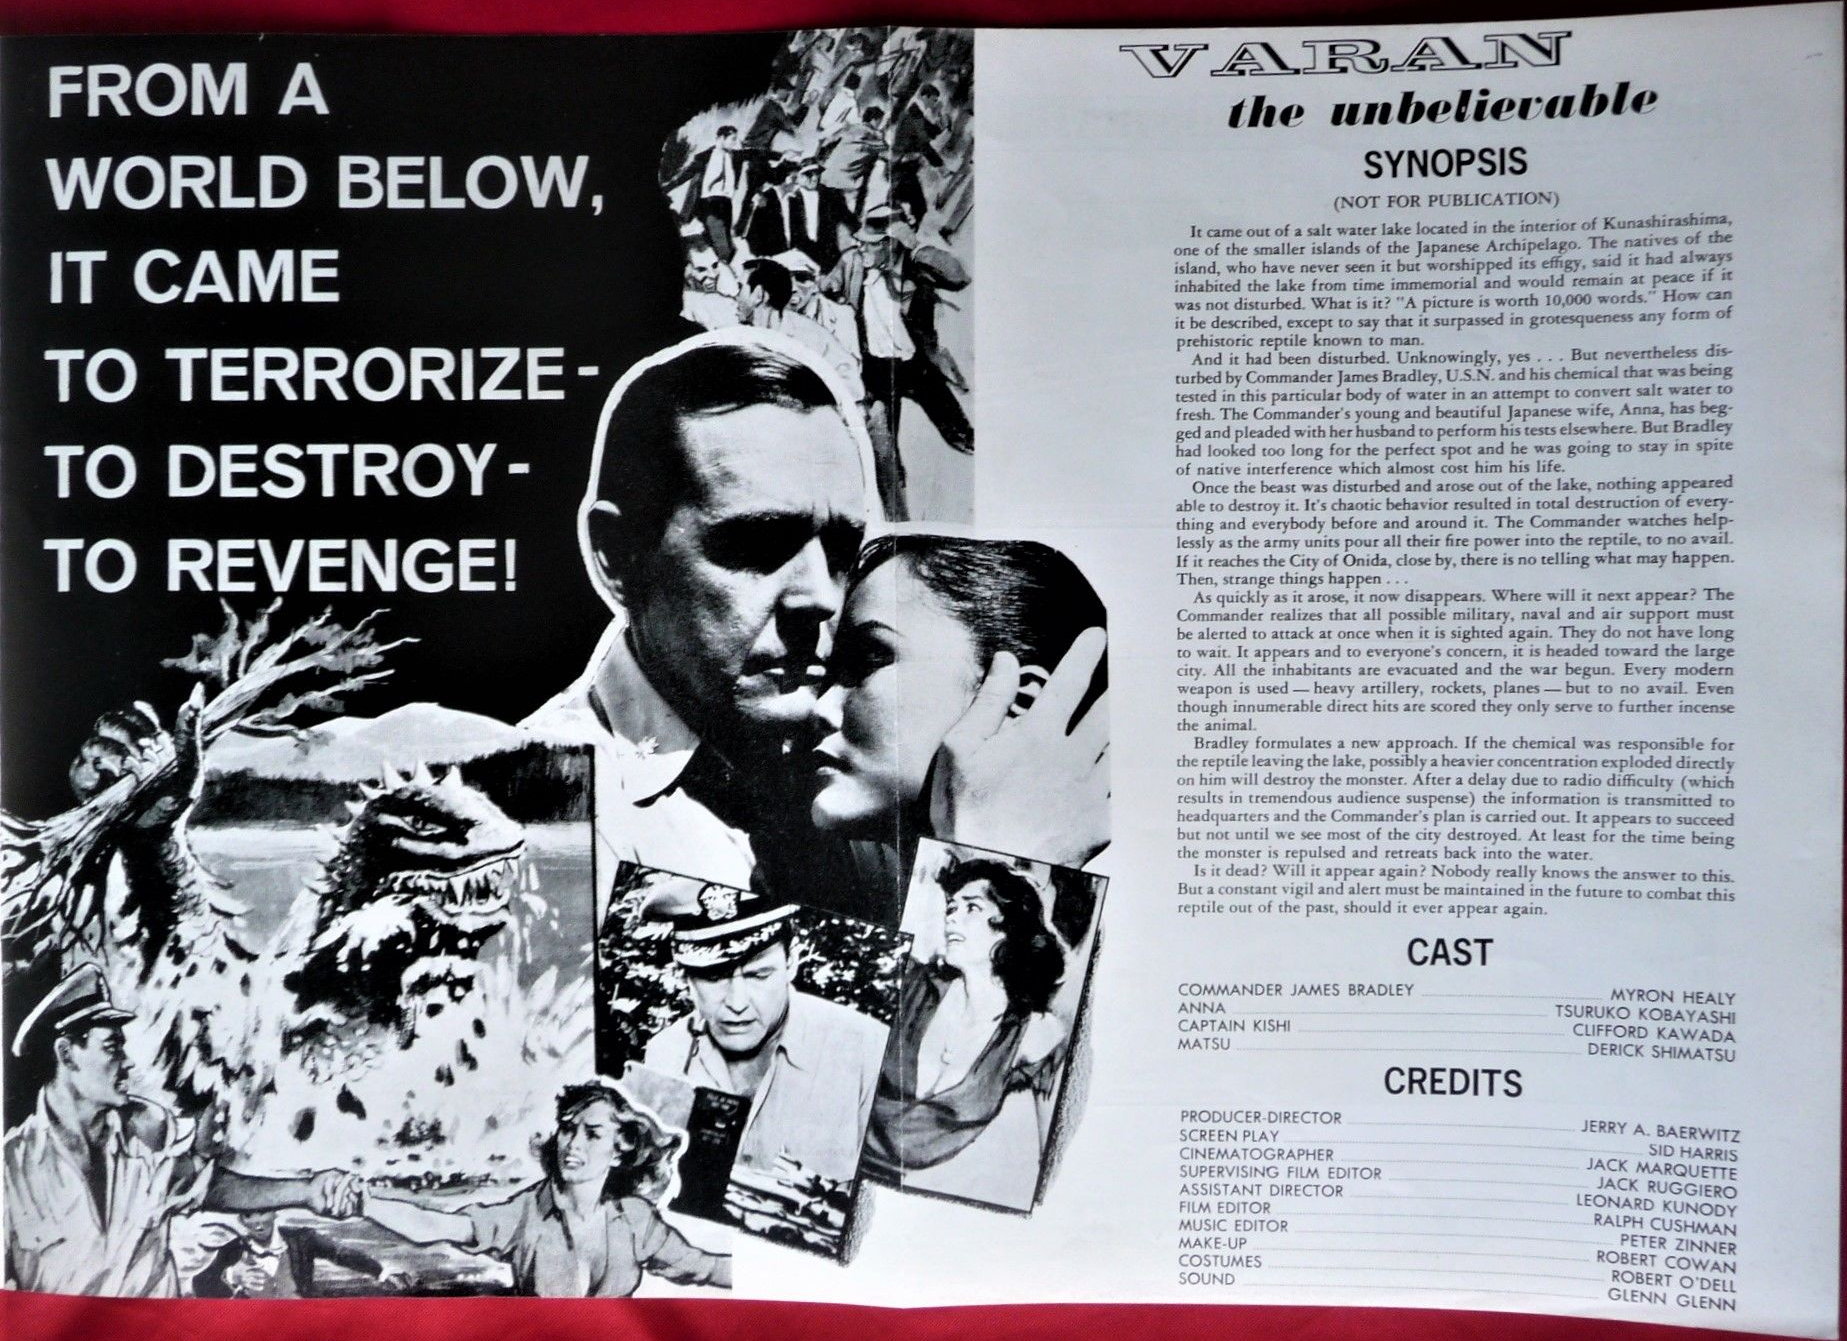 FROM A
WORLD BELOW,
IT CAME
TO TERRORIZE-
TO DESTROY-
TO REVENGE!
VARAN
the unbelievable
SYNOPSIS
(NOT FOR PUBLICATION)
It came out of a salt water lake located in the interior of Kunashirashima,
one of the smaller islands of the Japanese Archipelago. The natives of the
island, who have never seen it but worshipped its effigy, said it had always
inhabited the lake from time immemorial and would remain at peace if it
was not disturbed. What is it? "A picture is worth 10,000 words." How can
it be described, except to say that it surpassed in grotesqueness any form of
prehistoric reptile known to man.
And it had been disturbed. Unknowingly, yes . . . But nevertheless dis-
turbed by Commander James Bradley, U.S.N. and his chemical that was being
tested in this particular body of water in an attempt to convert salt water to
fresh. The Commander's young and beautiful Japanese wife, Anna, has beg-
ged and pleaded with her husband to perform his tests elsewhere. But Bradley
had looked too long for the perfect spot and he was going to stay in spite
of native interference which almost cost him his life.
Once the beast was disturbed and arose out of the lake, nothing appeared
able to destroy it. It's chaotic behavior resulted in total destruction of every-
thing and everybody before and around it. The Commander watches help-
lessly as the army units pour all their fire power into the reptile, to no avail.
If it reaches the City of Onida, close by, there is no telling what may happen.
Then, strange things happen . . .
As quickly as it arose, it now disappears. Where will it next appear? The
Commander realizes that all possible military, naval and air support must
be alerted to attack at once when it is sighted again. They do not have long
to wait. It appears and to everyone's concern, it is headed toward the large
city. All the inhabitants are evacuated and the war begun. Every modern
weapon is used — heavy artillery, rockets, planes — but to no avail. Even
though innumerable direct hits are scored they only serve to further incense
the animal.
Bradley formulates a new approach. If the chemical was responsible for
the reptile leaving the lake, possibly a heavier concentration exploded directly
on him will destroy the monster. After a delay due to radio difficulty (which
results in tremendous audience suspense) the information is transmitted to
headquarters and the Commander's plan is carried out. It appears to succeed
but not until we see most of the city destroyed. At least for the time being
the monster is repulsed and retreats back into the water.
Is it dead? Will it appear again? Nobody really knows the answer to this.
But a constant vigil and alert must be maintained in the future to combat this
reptile out of the past, should it ever appear again.
CAST
COMMANDER JAMES BRADLEY MYRON HEALY
ANNA TSURUKO KOBAYASHI
CAPTAIN KISHI CLIFFORD KAWADA
MATSU DERICK SHIMATSU
CREDITS
PRODUCER-DIRECTOR JERRY A. BAERWITZ
SCREEN PLAY SID HARRIS
CINEMATOGRAPHER JACK MARQUETTE
SUPERVISING FILM EDITOR JACK RUGGIERO
ASSISTANT DIRECTOR LEONARD KUNODY
FILM EDITOR RALPH CUSHMAN
MUSIC EDITOR PETER ZINNER
MAKE-UP ROBERT COWAN
COSTUMES ROBERT O'DELL
SOUND GLENN GLENN